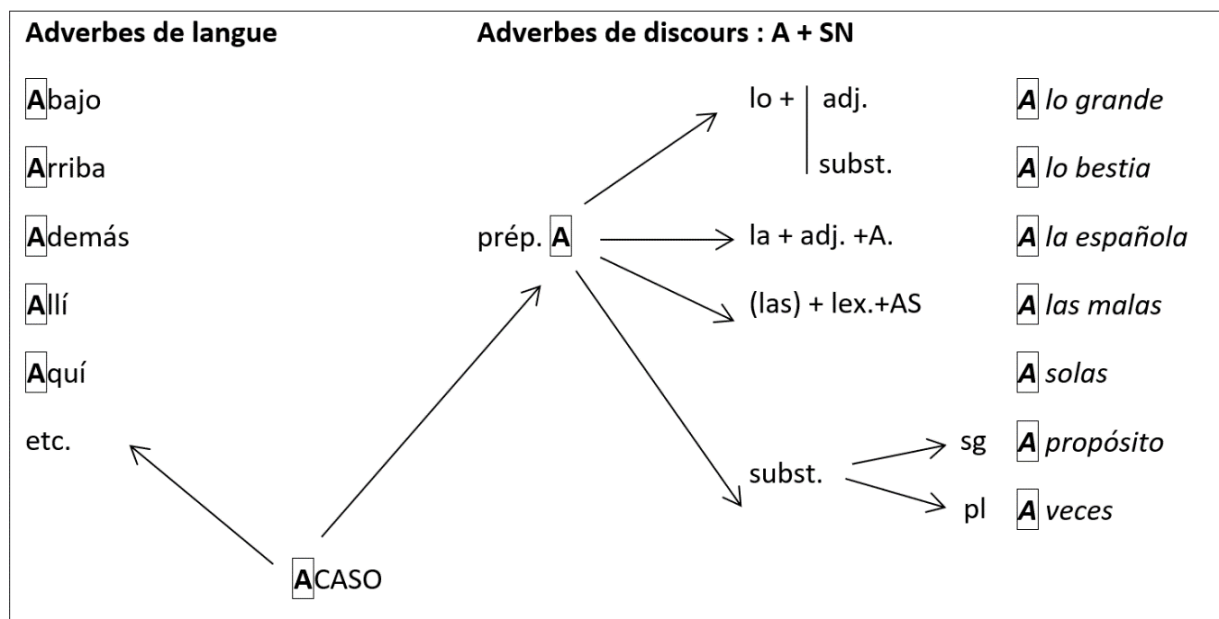 Adverbes de langue Adverbes de discours : A + SN
Abajo lo + adj. A lo grande
Arriba subst. A lo bestia
Además prép. A la + adj. +A. A la española
Allí (las) + lex.+AS A las malas
Aquí A solas
etc. sg A propósito
subst.
pl A veces
ACASO